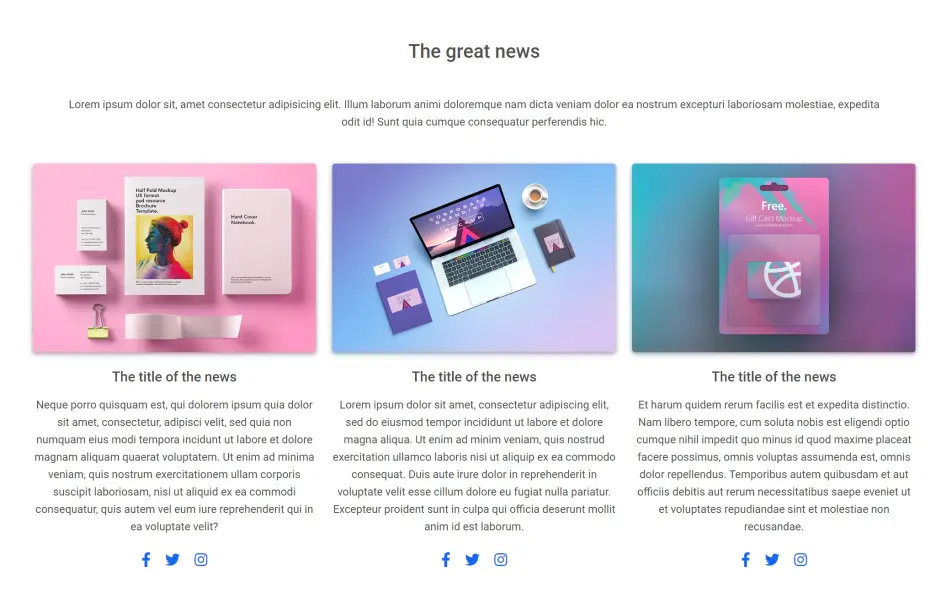 The great news
Lorem ipsum dolor sit, amet consectetur adipisicing elit. Illum laborum animi doloremque nam dicta veniam dolor ea nostrum excepturi laboriosam molestiae, expedita
odit id! Sunt quia cumque consequatur perferendis hic.
Half Fold Mockup
US format
psd resource
Brochure
Template.
Hard Cover
Notebook.
CORPORATE
BRANDING
MOCKUP
Free.
Gift Card Mockup
The title of the news
Neque porro quisquam est, qui dolorem ipsum quia dolor
sit amet, consectetur, adipisci velit, sed quia non
numquam eius modi tempora incidunt ut labore et dolore
magnam aliquam quaerat voluptatem. Ut enim ad minima
veniam, quis nostrum exercitationem ullam corporis
suscipit laboriosam, nisi ut aliquid ex ea commodi
consequatur, quis autem vel eum iure reprehenderit qui in
ea voluptate velit?
The title of the news
Lorem ipsum dolor sit amet, consectetur adipiscing elit,
sed do eiusmod tempor incididunt ut labore et dolore
magna aliqua. Ut enim ad minim veniam, quis nostrud
exercitation ullamco laboris nisi ut aliquip ex ea commodo
consequat. Duis aute irure dolor in reprehenderit in
voluptate velit esse cillum dolore eu fugiat nulla pariatur.
Excepteur proident sunt in culpa qui officia deserunt mollit
anim id est laborum.
The title of the news
Et harum quidem rerum facilis est et expedita distinctio.
Nam libero tempore, cum soluta nobis est eligendi optio
cumque nihil impedit quo minus id quod maxime placeat
facere possimus, omnis voluptas assumenda est, omnis
dolor repellendus. Temporibus autem quibusdam et aut
officiis debitis aut rerum necessitatibus saepe eveniet ut
et voluptates repudiandae sint et molestiae non
recusandae.